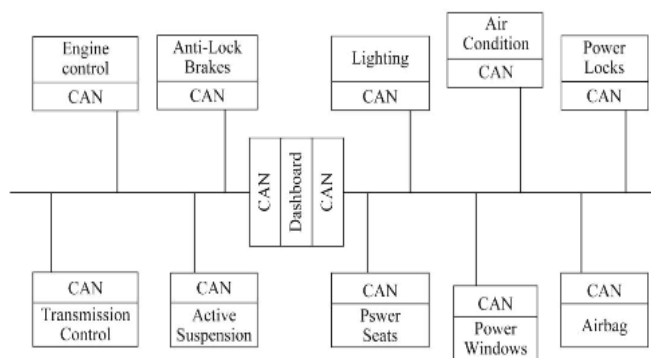 Engine
control
CAN
Anti-Lock
Brakes
CAN
Lighting
CAN
Air
Condition
CAN
Power
Locks
CAN
CAN
Dashboard
CAN
CAN
Transmission
Control
CAN
Active
Suspension
CAN
Pswer
Seats
CAN
Power
Windows
CAN
Airbag